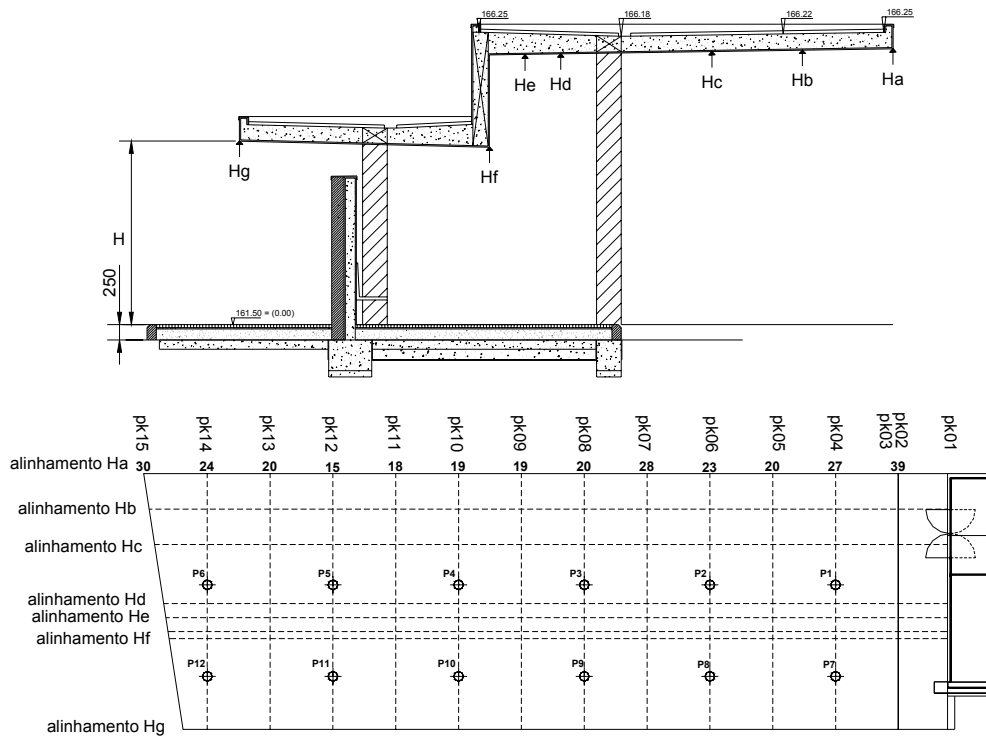 166.25
166.18
166.22
166.25
He
Hd
Hc
Hb
Ha
Hg
Hf
H
250
161.50 = (0.00)
pk15
pk14
pk13
pk12
pk11
pk10
pk09
pk08
pk07
pk06
pk05
pk04
pk03
pk02
pk01
alinhamento Ha
30
24
20
15
18
19
19
20
28
23
20
27
39
alinhamento Hb
alinhamento Hc
P6
P5
P4
P3
P2
P1
alinhamento Hd
alinhamento He
alinhamento Hf
P12
P11
P10
P9
P8
P7
alinhamento Hg